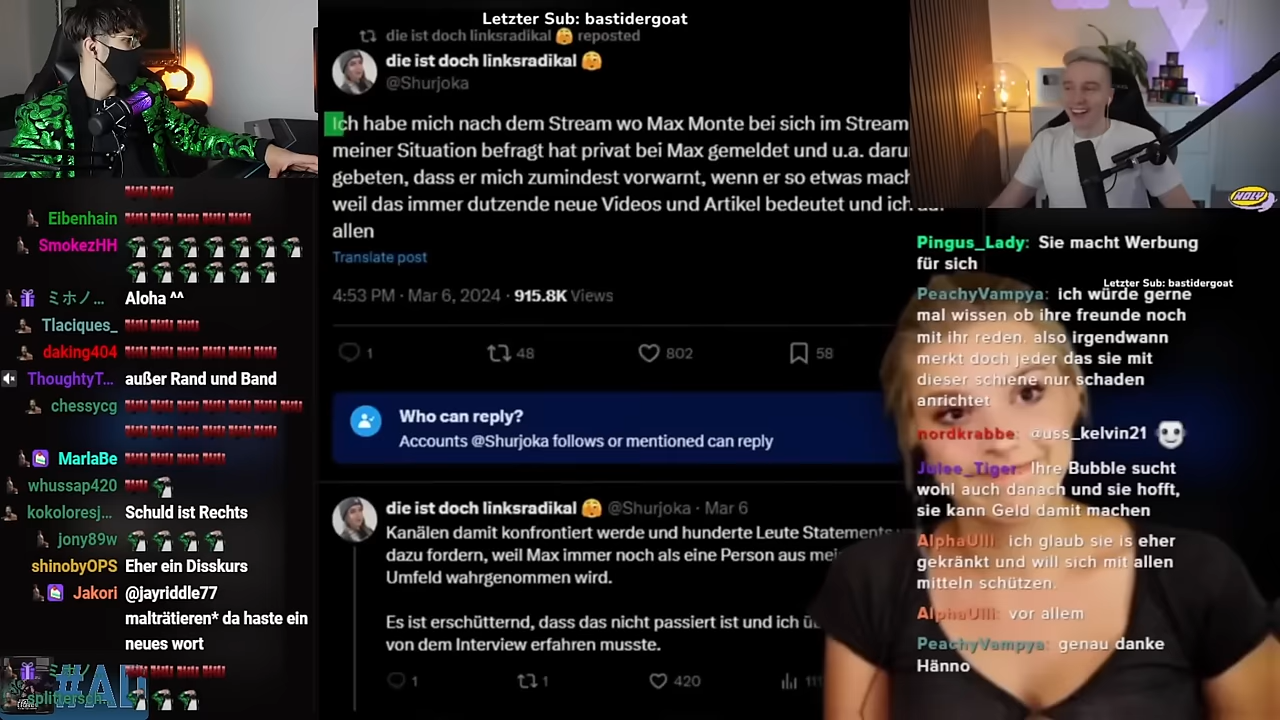 Letzter Sub: bastidergoat
die ist doch linksradikal reposted
die ist doch linksradikal
@Shurjoka
Ich habe mich nach dem Stream wo Max Monte bei sich im Stream
meiner Situation befragt hat privat bei Max gemeldet und u.a.
gebeten, dass er mich zumindest vorwarnt, wenn er so etwas
weil das immer dutzende neue Videos und Artikel bedeutet und ich
allen
Translate post
4:53 PM · Mar 6, 2024 · 915.8K Views
1 48 802 58
Who can reply?
Accounts @Shurjoka follows or mentioned can reply
die ist doch linksradikal @Shurjoka · Mar 6
Kanälen damit konfrontiert werde und hunderte Leute Statements
dazu fordern, weil Max immer noch als eine Person aus
Umfeld wahrgenommen wird.
Es ist erschütternd, dass das nicht passiert ist und ich
von dem Interview erfahren musste.
1 1 420
Eibenhain
SmokezHH
ミホノ... Aloha ^^
Tlaciques_
daking404
ThoughtyT... außer Rand und Band
chessycg
MarlaBe
whussap420
kokoloresj... Schuld ist Rechts
jony89w
shinobyOPS Eher ein Disskurs
Jakori @jayriddle77
malträtieren* da haste ein
neues wort
#AL
HOLY
Pingus_Lady: Sie macht Werbung
für sich
Letzter Sub: bastidergoat
PeachyVampya: ich würde gerne
mal wissen ob ihre freunde noch
mit ihr reden. also irgendwann
merkt doch jeder das sie mit
dieser schiene nur schaden
anrichtet
nordkrabbe: @uss_kelvin21
Julee_Tiger: Ihre Bubble sucht
wohl auch danach und sie hofft,
sie kann Geld damit machen
AlphaUlli: ich glaub sie is eher
gekränkt und will sich mit allen
mitteln schützen.
AlphaUlli: vor allem
PeachyVampya: genau danke
Hänno